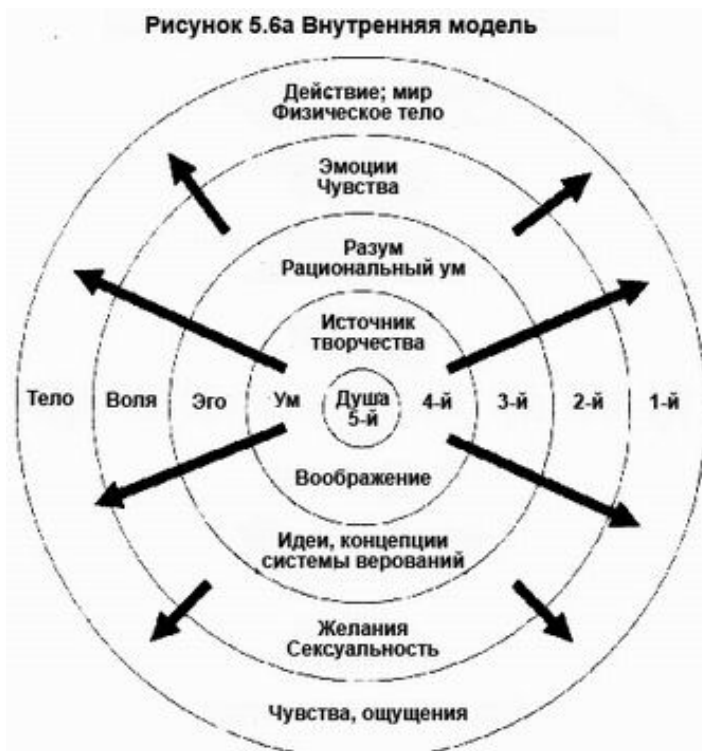 Рисунок 5.6а Внутренняя модель
Действие; мир
Физическое тело
Эмоции
Чувства
Разум
Рациональный ум
Источник
творчества
Тело Воля Эго Ум Душа 4-й 3-й 2-й 1-й
5-й
Воображение
Идеи, концепции
системы верований
Желания
Сексуальность
Чувства, ощущения